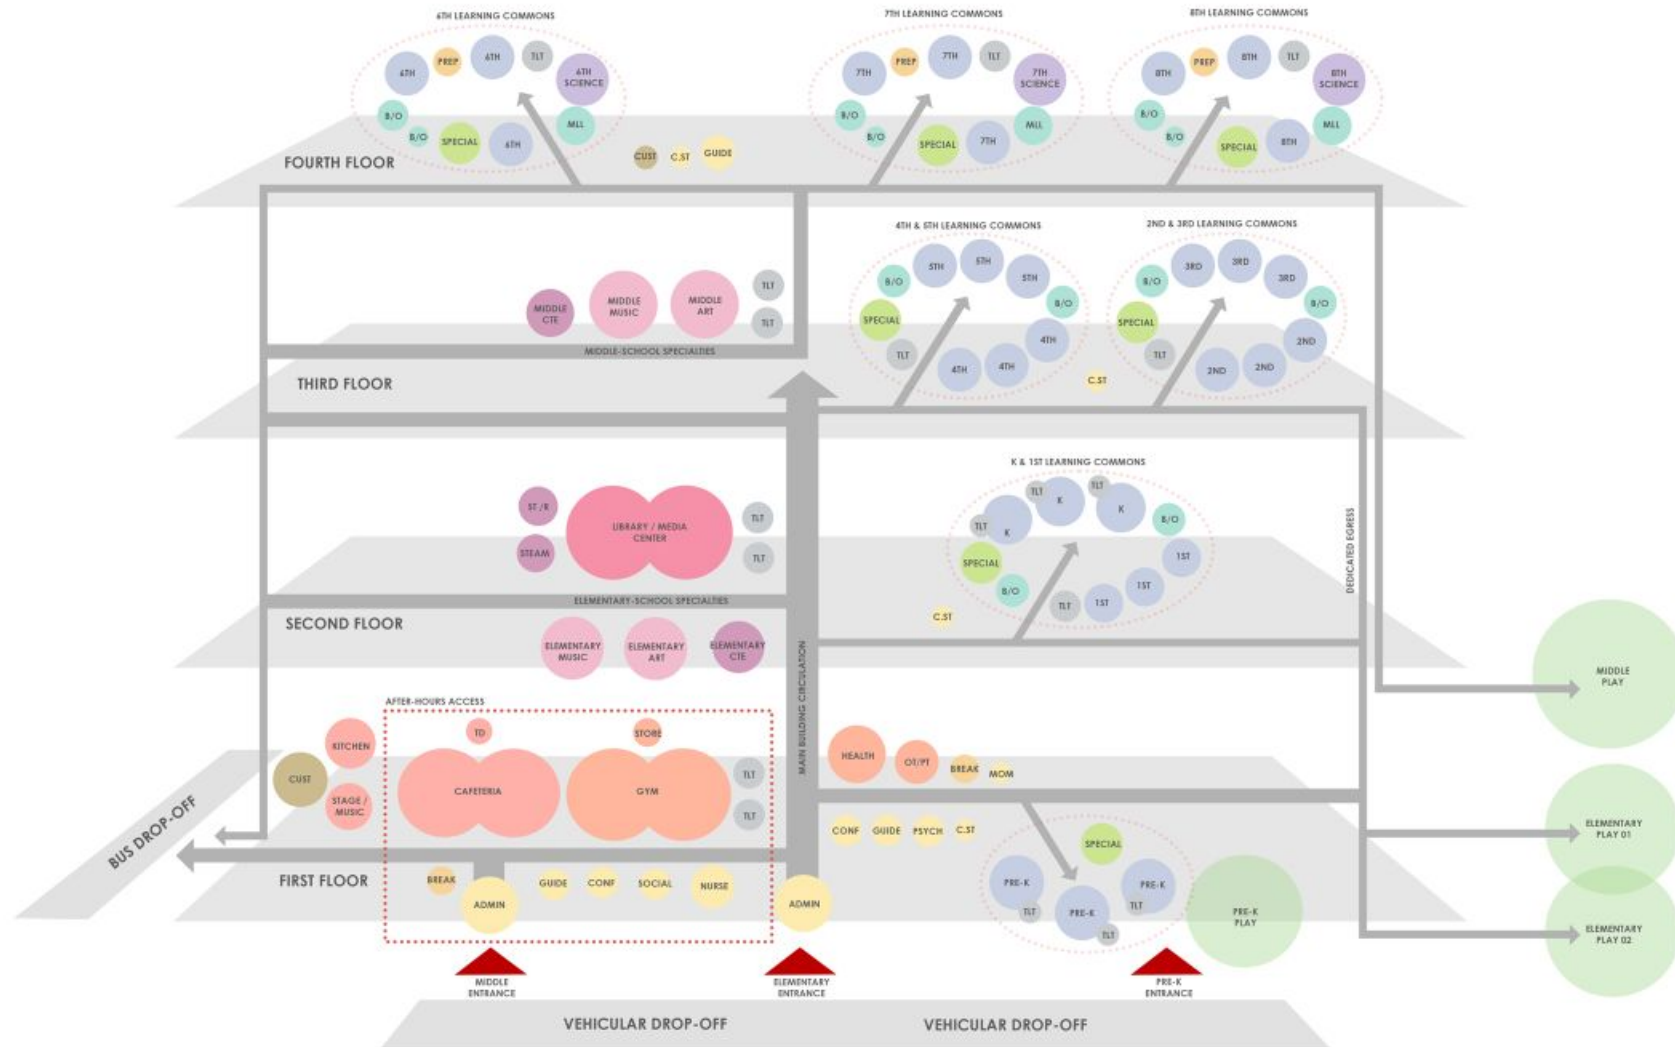 6TH LEARNING COMMONS
7TH LEARNING COMMONS
8TH LEARNING COMMONS
6TH
PREP
6TH
TLT
6TH
SCIENCE
B/O
B/O
SPECIAL
6TH
MLL
7TH
PREP
7TH
TLT
7TH
SCIENCE
B/O
B/O
SPECIAL
7TH
MLL
8TH
PREP
8TH
TLT
8TH
SCIENCE
B/O
B/O
SPECIAL
8TH
MLL
FOURTH FLOOR
CUST
C.ST
GUIDE
4TH & 5TH LEARNING COMMONS
2ND & 3RD LEARNING COMMONS
MIDDLE
CTE
MIDDLE
MUSIC
MIDDLE
ART
TLT
TLT
MIDDLE-SCHOOL SPECIALTIES
B/O
5TH
5TH
5TH
B/O
SPECIAL
TLT
4TH
4TH
4TH
B/O
3RD
3RD
3RD
B/O
SPECIAL
TLT
2ND
2ND
2ND
THIRD FLOOR
C.ST
K & 1ST LEARNING COMMONS
ST /R
STEAM
LIBRARY / MEDIA
CENTER
TLT
TLT
ELEMENTARY-SCHOOL SPECIALTIES
TLT
K
TLT
K
TLT
K
B/O
SPECIAL
B/O
TLT
1ST
1ST
1ST
DEDICATED EGRESS
SECOND FLOOR
C.ST
ELEMENTARY
MUSIC
ELEMENTARY
ART
ELEMENTARY
CTE
MAIN BUILDING CIRCULATION
MIDDLE
PLAY
AFTER-HOURS ACCESS
KITCHEN
CUST
STAGE /
MUSIC
TD
CAFETERIA
STORE
GYM
TLT
TLT
HEALTH
OT/PT
BREAK
MOM
BUS DROP-OFF
CONF
GUIDE
PSYCH
C.ST
ELEMENTARY
PLAY 01
FIRST FLOOR
BREAK
ADMIN
GUIDE
CONF
SOCIAL
NURSE
ADMIN
SPECIAL
PRE-K
TLT
PRE-K
TLT
PRE-K
TLT
PRE-K
PLAY
ELEMENTARY
PLAY 02
MIDDLE
ENTRANCE
ELEMENTARY
ENTRANCE
PRE-K
ENTRANCE
VEHICULAR DROP-OFF
VEHICULAR DROP-OFF